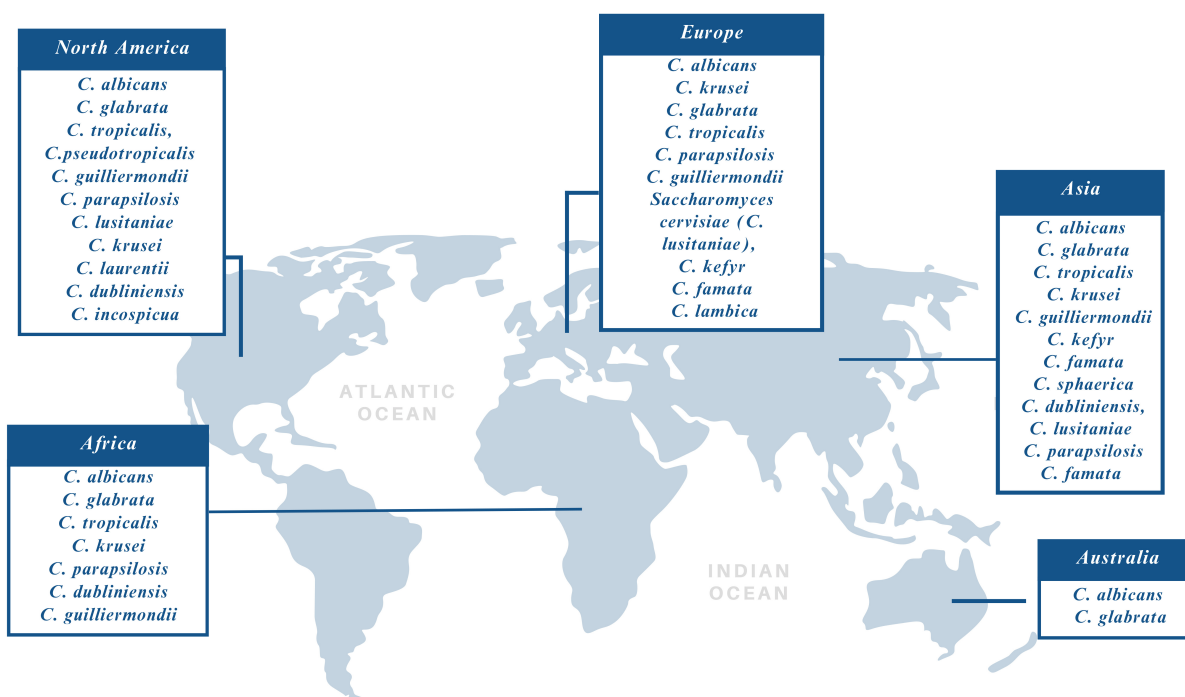 North America
C. albicans
C. glabrata
C. tropicalis,
C.pseudotropicalis
C. guilliermondii
C. parapsilosis
C. lusitaniae
C. krusei
C. laurentii
C. dubliniensis
C. incospicua
Europe
C. albicans
C. krusei
C. glabrata
C. tropicalis
C. parapsilosis
C. guilliermondii
Saccharomyces
cervisiae (C.
lusitaniae),
C. kefyr
C. famata
C. lambica
Asia
C. albicans
C. glabrata
C. tropicalis
C. krusei
C. guilliermondii
C. kefyr
C. famata
C. sphaerica
C. dubliniensis,
C. lusitaniae
C. parapsilosis
C. famata
ATLANTIC
OCEAN
Africa
C. albicans
C. glabrata
C. tropicalis
C. krusei
C. parapsilosis
C. dubliniensis
C. guilliermondii
INDIAN
OCEAN
Australia
C. albicans
C. glabrata